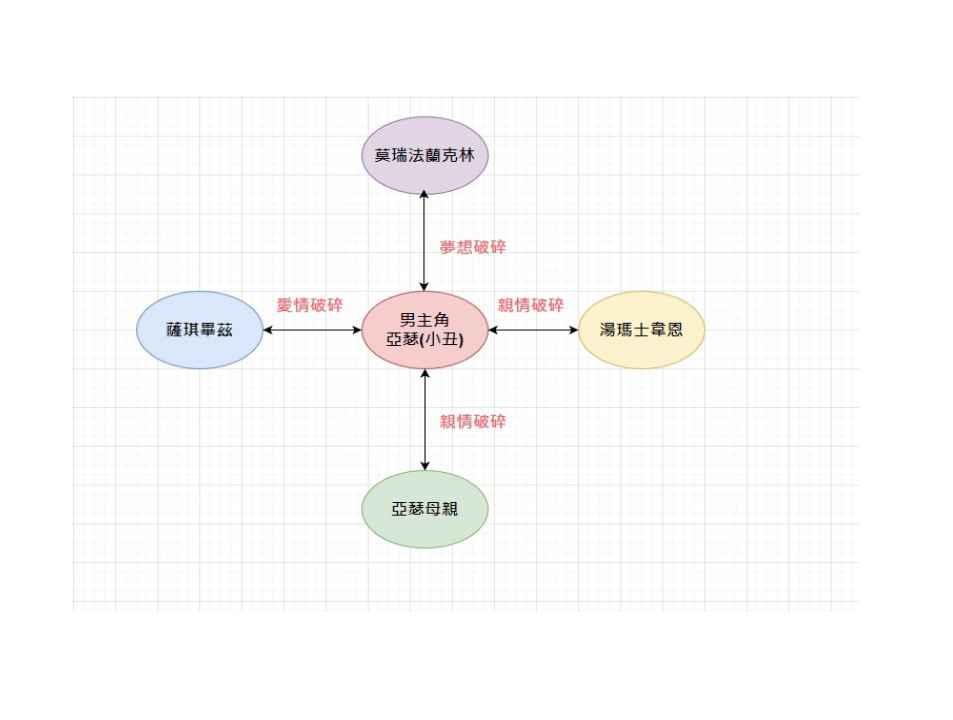 莫瑞法蘭克林
夢想破碎
愛情破碎
親情破碎
薩琪畢茲
男主角
亞瑟(小丑)
湯瑪士韋恩
親情破碎
亞瑟母親